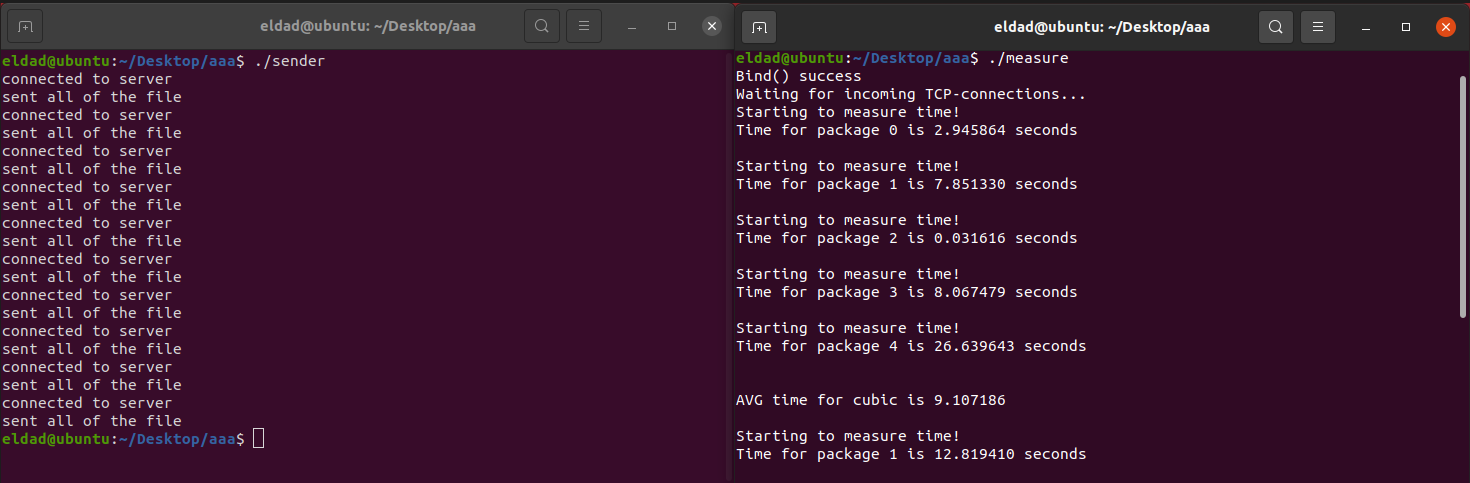 eldad@ubuntu: ~/Desktop/aaa
eldad@ubuntu:~/Desktop/aaa$ ./sender
connected to server
sent all of the file
connected to server
sent all of the file
connected to server
sent all of the file
connected to server
sent all of the file
connected to server
sent all of the file
connected to server
sent all of the file
connected to server
sent all of the file
connected to server
sent all of the file
connected to server
sent all of the file
connected to server
sent all of the file
eldad@ubuntu:~/Desktop/aaa$
eldad@ubuntu: ~/Desktop/aaa
eldad@ubuntu:~/Desktop/aaa$ ./measure
Bind() success
Waiting for incoming TCP-connections...
Starting to measure time!
Time for package 0 is 2.945864 seconds
Starting to measure time!
Time for package 1 is 7.851330 seconds
Starting to measure time!
Time for package 2 is 0.031616 seconds
Starting to measure time!
Time for package 3 is 8.067479 seconds
Starting to measure time!
Time for package 4 is 26.639643 seconds
AVG time for cubic is 9.107186
Starting to measure time!
Time for package 1 is 12.819410 seconds